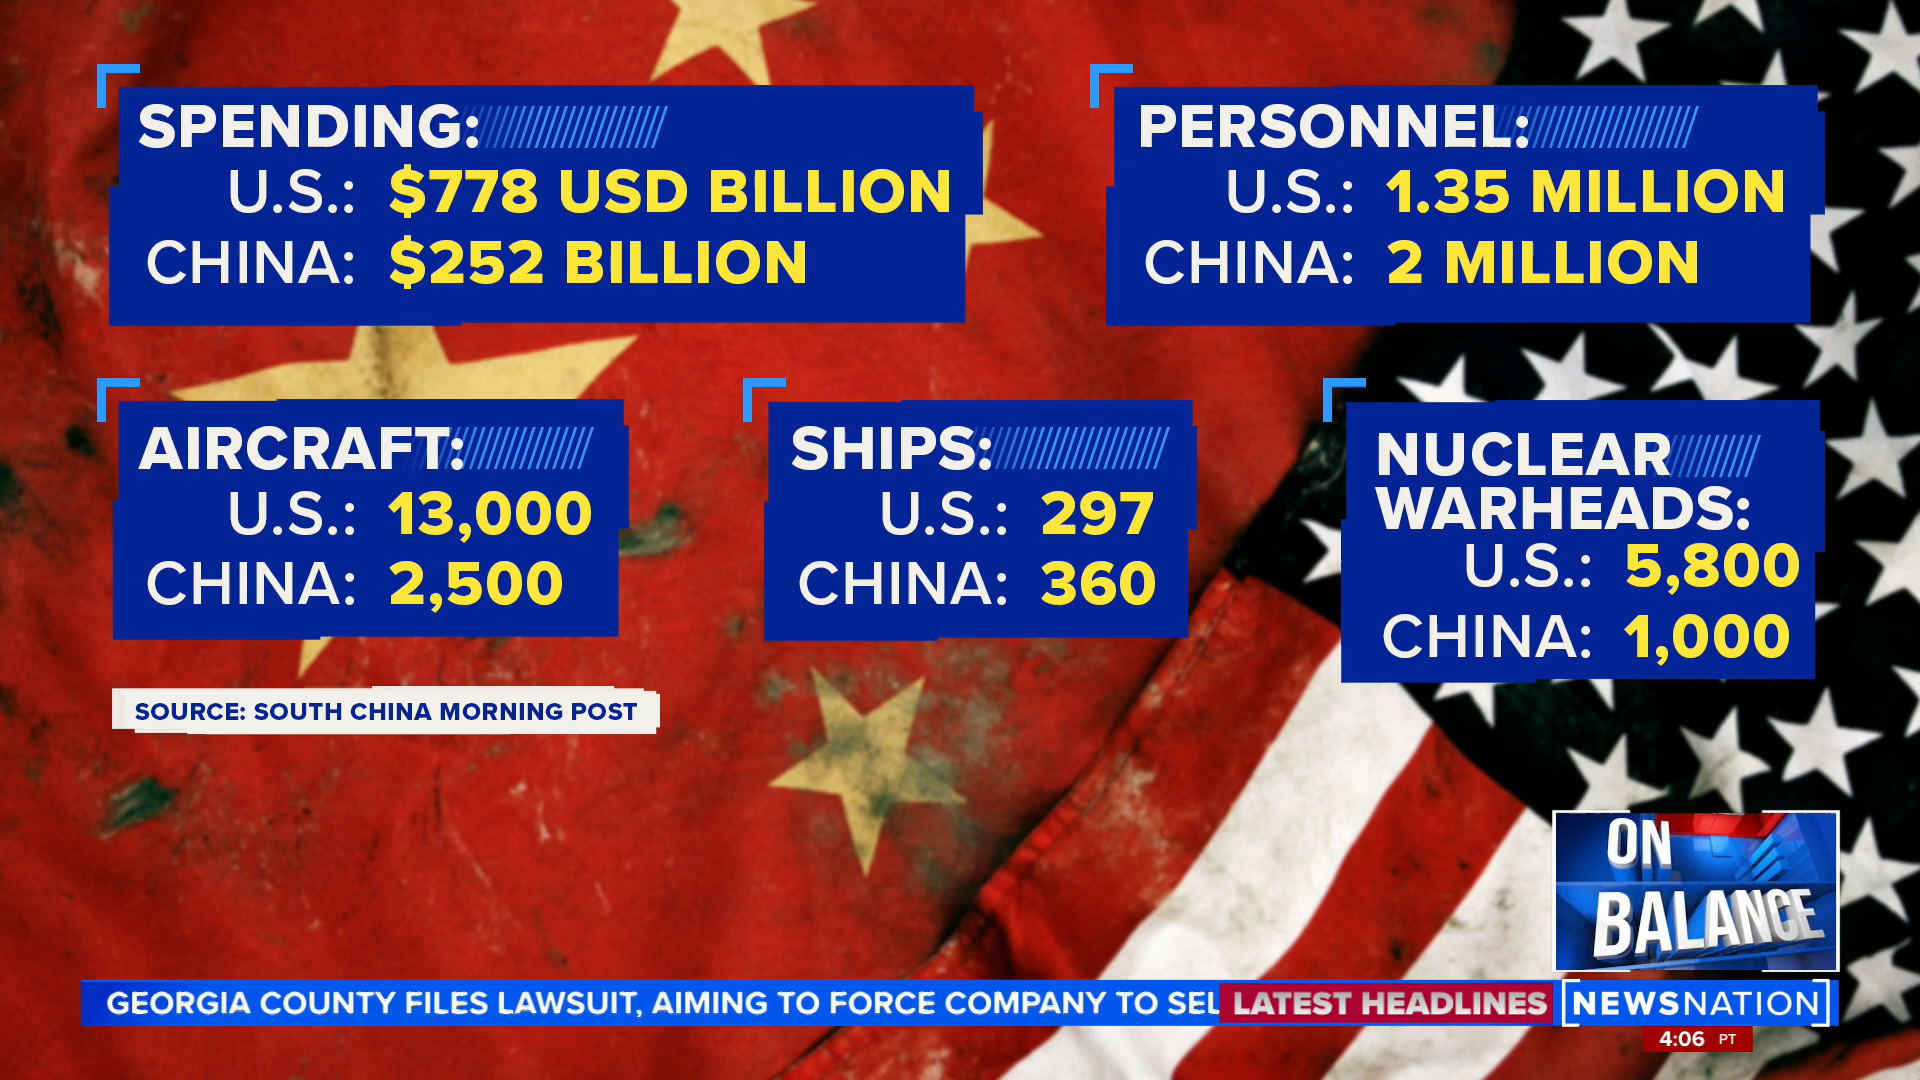 SPENDING:
U.S.: $778 USD BILLION
CHINA: $252 BILLION
PERSONNEL:
U.S.: 1.35 MILLION
CHINA: 2 MILLION
AIRCRAFT:
U.S.: 13,000
CHINA: 2,500
SHIPS:
U.S.: 297
CHINA: 360
NUCLEAR
WARHEADS:
U.S.: 5,800
CHINA: 1,000
SOURCE: SOUTH CHINA MORNING POST
ON
BALANCE
GEORGIA COUNTY FILES LAWSUIT, AIMING TO FORCE COMPANY TO SEL
LATEST HEADLINES
NEWSNATION
4:06 PT